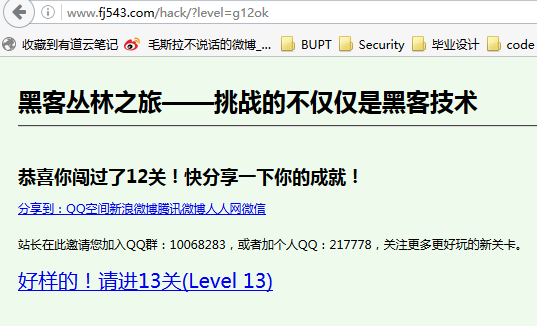 www.fj543.com/hack/?level=g12ok
收藏到有道云笔记 毛斯拉不说话的微博_... BUPT Security 毕业设计 code
黑客丛林之旅——挑战的不仅仅是黑客技术
恭喜你闯过了12关！快分享一下你的成就！
分享到：QQ空间新浪微博腾讯微博人人网微信
站长在此邀请您加入QQ群：10068283，或者加个人QQ：217778，关注更多更好玩的新关卡。
好样的！请进13关(Level 13)